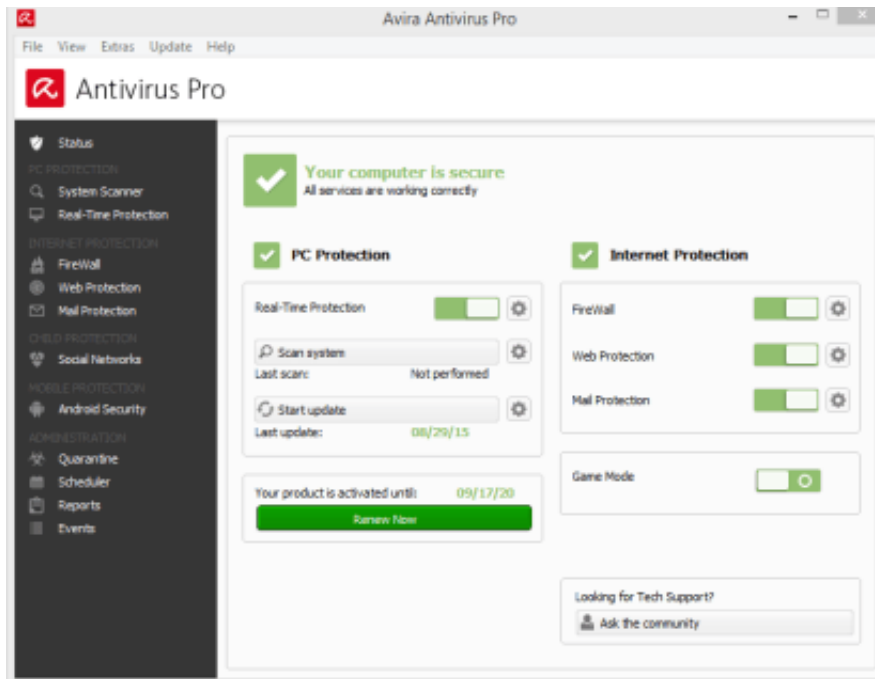 Avira Antivirus Pro
File View Extras Update Help
Antivirus Pro
Status
PC PROTECTION
System Scanner
Real-Time Protection
INTERNET PROTECTION
FireWall
Web Protection
Mail Protection
CHILD PROTECTION
Social Networks
MOBILE PROTECTION
Android Security
ADMINISTRATION
Quarantine
Scheduler
Reports
Events
Your computer is secure
All services are working correctly
PC Protection
Real-Time Protection
Scan system
Last scan: Not performed
Start update
Last update: 08/29/15
Your product is activated until: 09/17/20
Renew Now
Internet Protection
FireWall
Web Protection
Mail Protection
Game Mode
Looking for Tech Support?
Ask the community